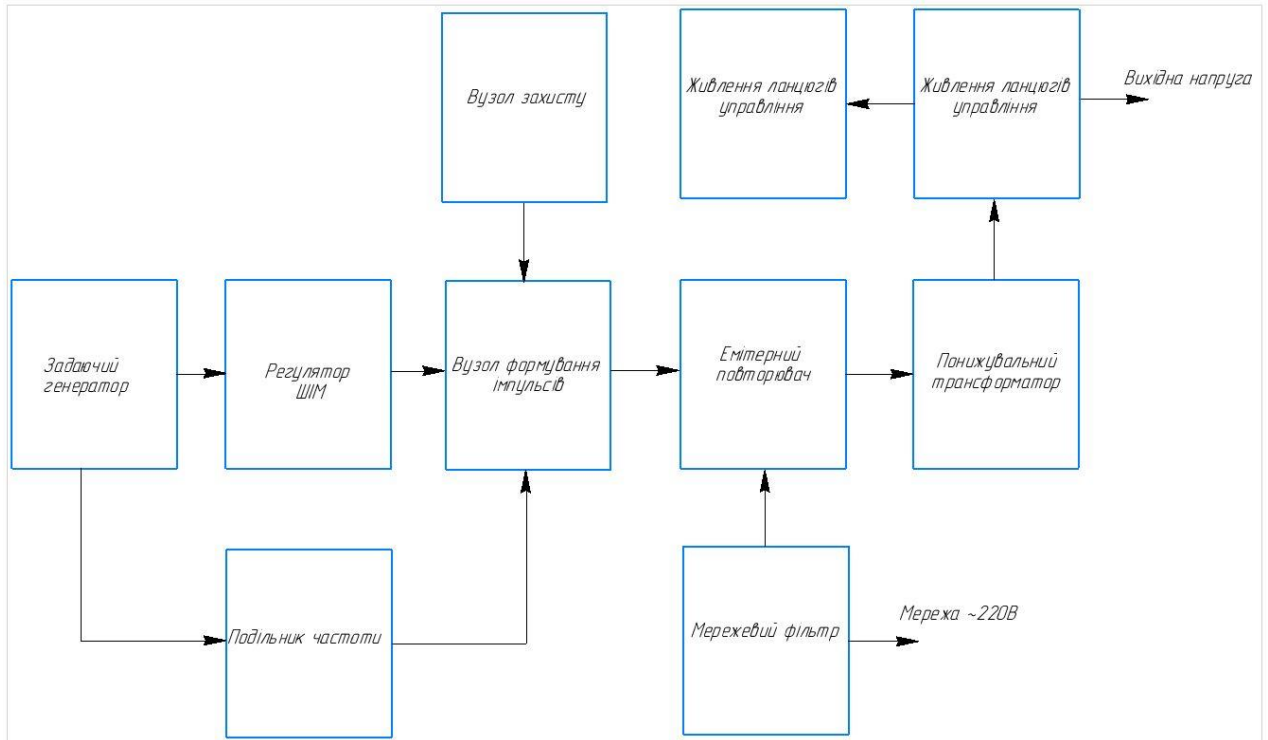 Вузол захисту
Живлення ланцюгів
управління
Живлення ланцюгів
управління
Вихідна напруга
Задаючий
генератор
Регулятор
ШІМ
Вузол формування
імпульсів
Емітерний
повторювач
Понижувальний
трансформатор
Подільник частоти
Мережевий фільтр
Мережа ~220В